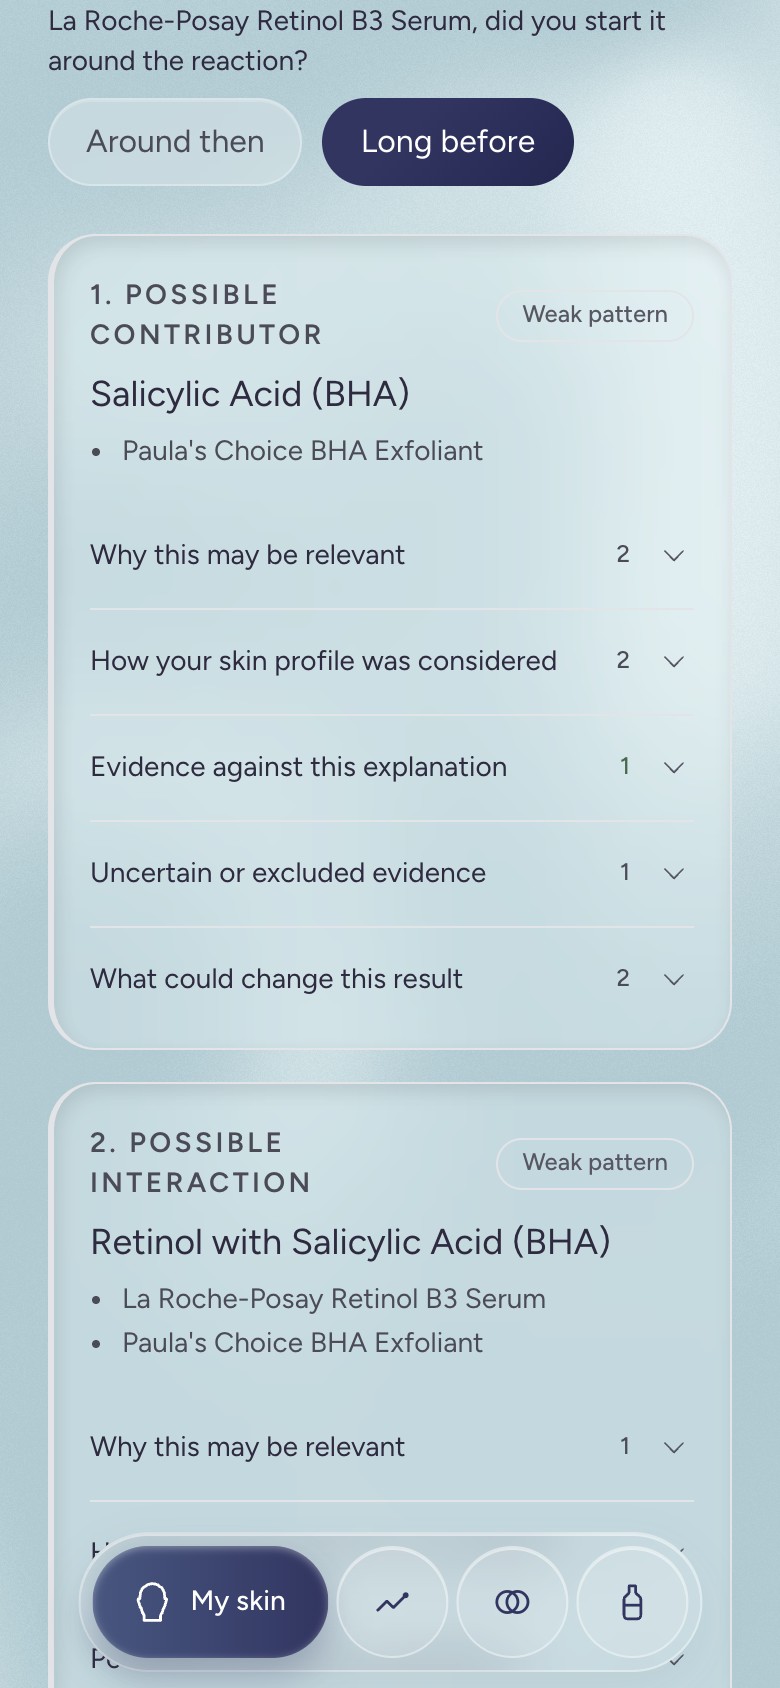 La Roche-Posay Retinol B3 Serum, did you start it
around the reaction?
Around then
Long before
1. POSSIBLE
CONTRIBUTOR
Weak pattern
Salicylic Acid (BHA)
• Paula's Choice BHA Exfoliant
Why this may be relevant 2
How your skin profile was considered 2
Evidence against this explanation 1
Uncertain or excluded evidence 1
What could change this result 2
2. POSSIBLE
INTERACTION
Weak pattern
Retinol with Salicylic Acid (BHA)
• La Roche-Posay Retinol B3 Serum
• Paula's Choice BHA Exfoliant
Why this may be relevant 1
My skin